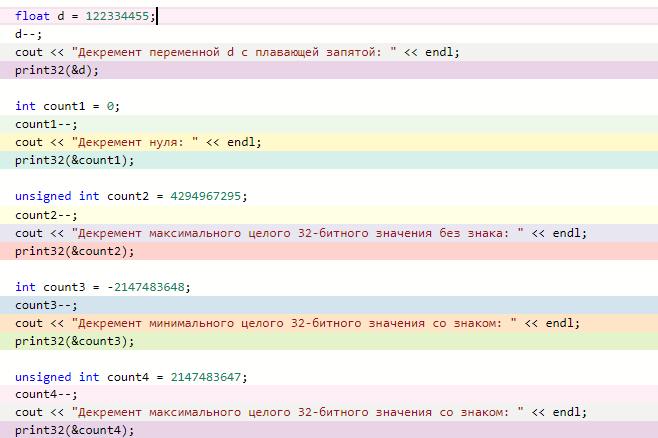 float d = 122334455;
d--;
cout << "Декремент переменной d с плавающей запятой: " << endl;
print32(&d);
int count1 = 0;
count1--;
cout << "Декремент нуля: " << endl;
print32(&count1);
unsigned int count2 = 4294967295;
count2--;
cout << "Декремент максимального целого 32-битного значения без знака: " << endl;
print32(&count2);
int count3 = -2147483648;
count3--;
cout << "Декремент минимального целого 32-битного значения со знаком: " << endl;
print32(&count3);
unsigned int count4 = 2147483647;
count4--;
cout << "Декремент максимального целого 32-битного значения со знаком: " << endl;
print32(&count4);